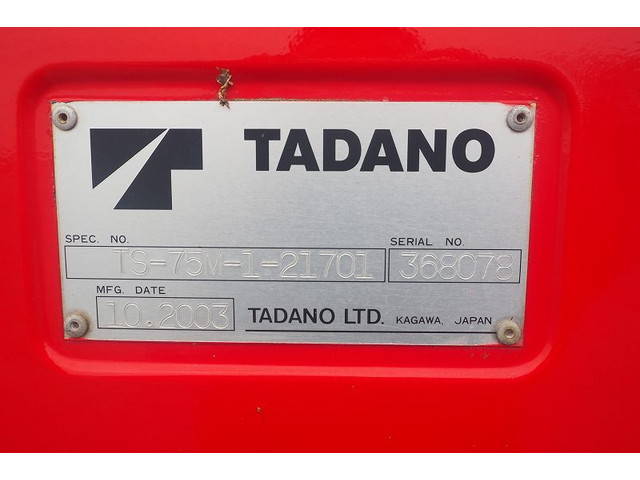 TADANO
SPEC. NO. SERIAL NO.
TS-75M-1-21701 368078
MFG. DATE
10.2003 TADANO LTD. KAGAWA, JAPAN